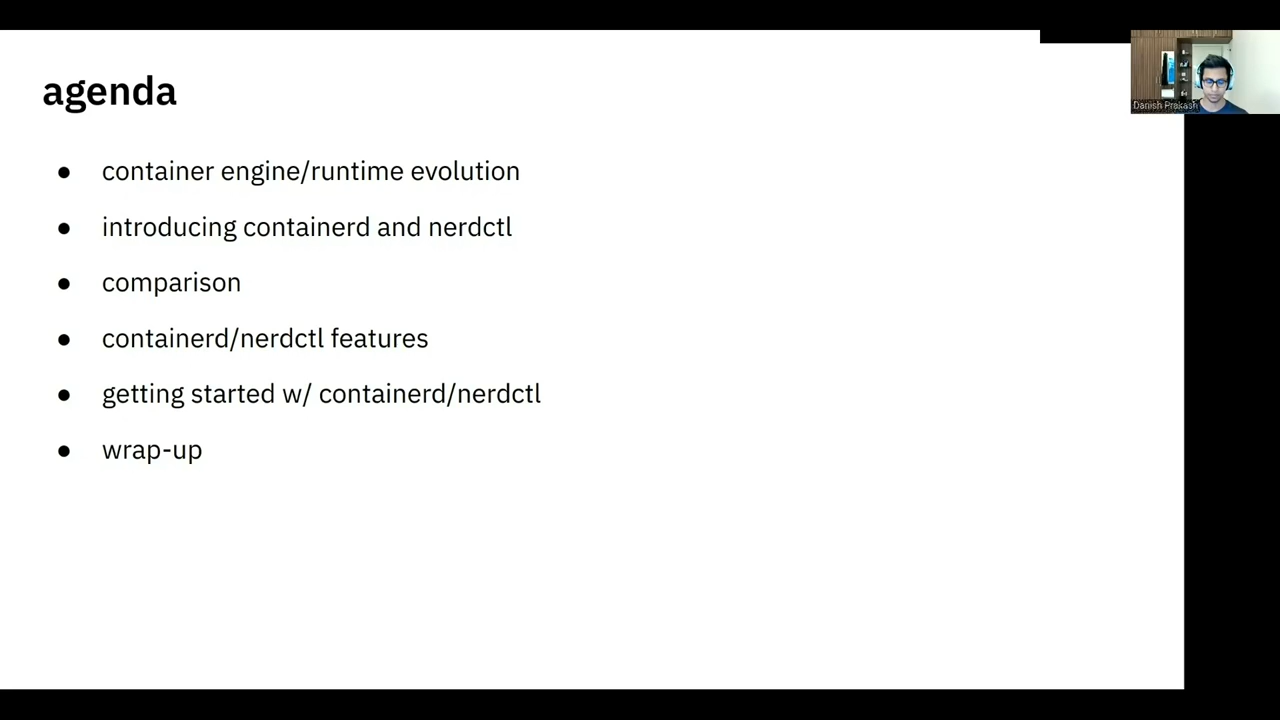 agenda
● container engine/runtime evolution
● introducing containerd and nerdctl
● comparison
● containerd/nerdctl features
● getting started w/ containerd/nerdctl
● wrap-up
Danish Prakash